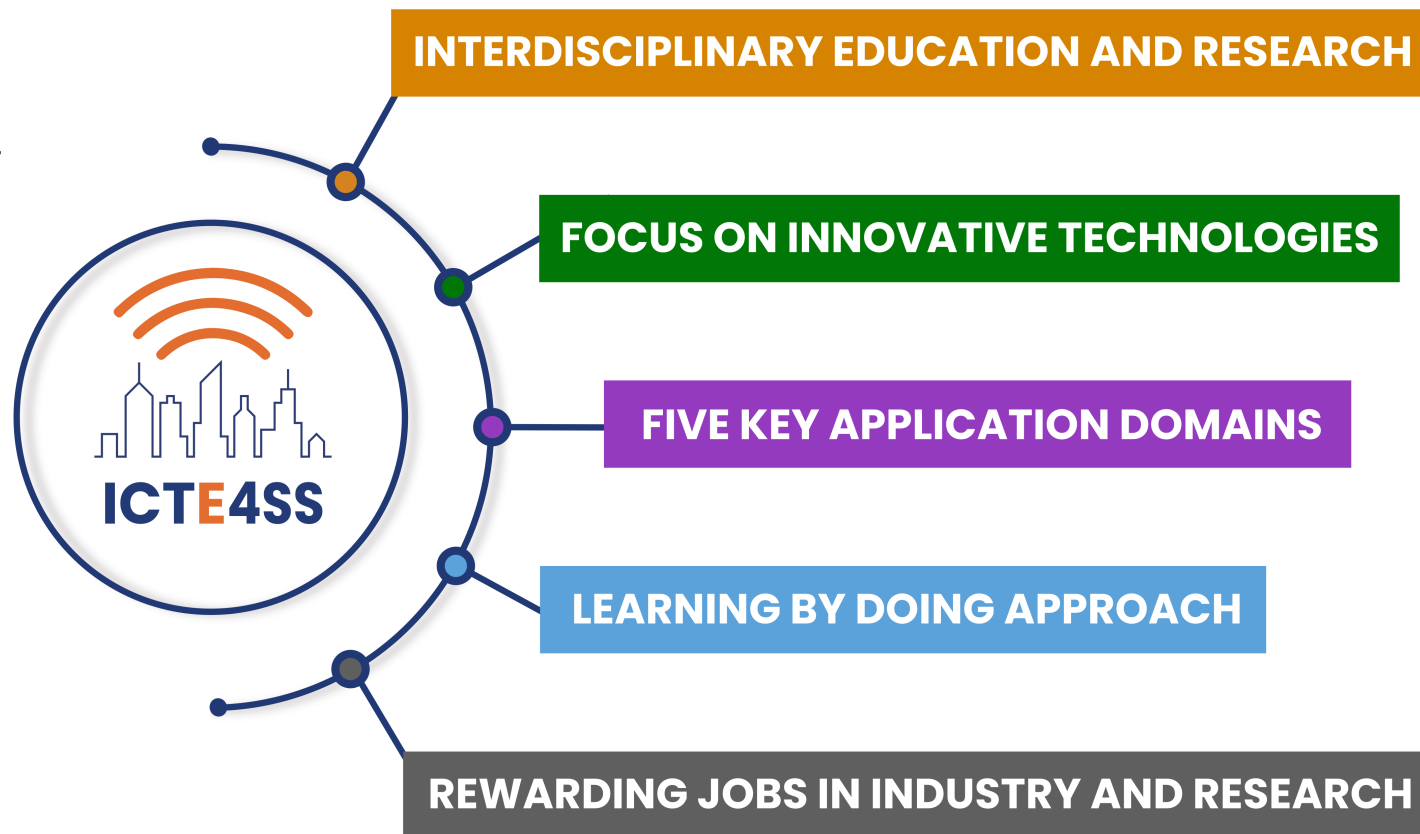 INTERDISCIPLINARY EDUCATION AND RESEARCH
FOCUS ON INNOVATIVE TECHNOLOGIES
FIVE KEY APPLICATION DOMAINS
ICTE4SS
LEARNING BY DOING APPROACH
REWARDING JOBS IN INDUSTRY AND RESEARCH